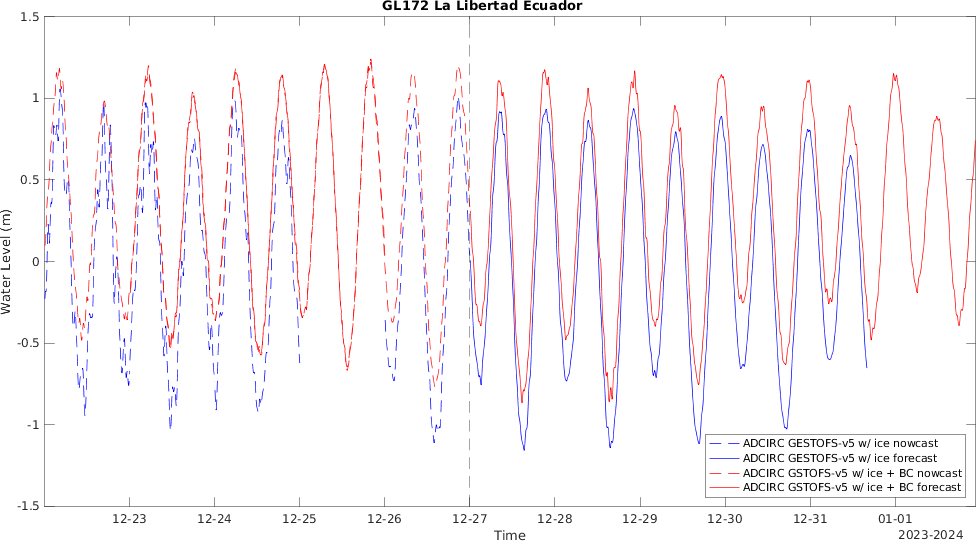 GL172 La Libertad Ecuador
1.5
1
0.5
0
-0.5
-1
-1.5
Water Level (m)
12-23
12-24
12-25
12-26
12-27
12-28
12-29
12-30
12-31
01-01
Time
2023-2024
ADCIRC GESTOFS-v5 w/ ice nowcast
ADCIRC GESTOFS-v5 w/ ice forecast
ADCIRC GSTOFS-v5 w/ ice + BC nowcast
ADCIRC GSTOFS-v5 w/ ice + BC forecast